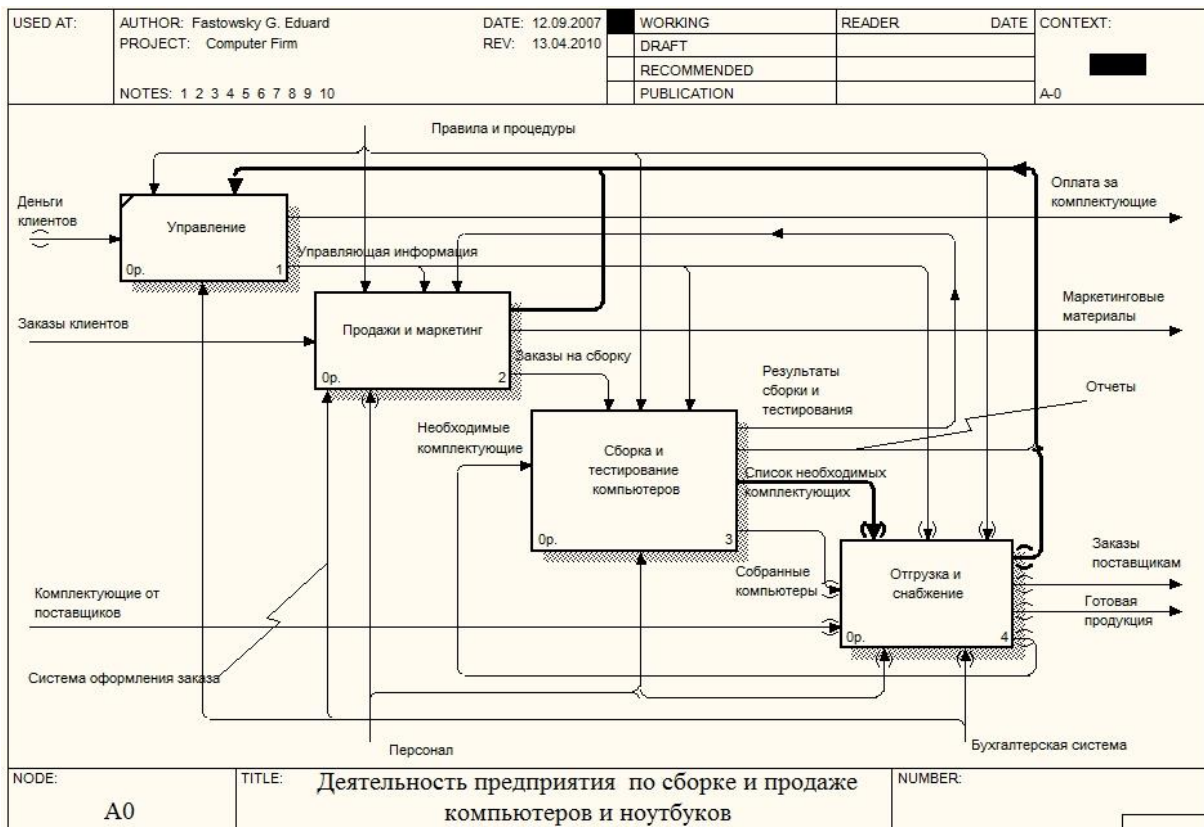 USED AT:
AUTHOR: Fastowsky G. Eduard
DATE: 12.09.2007
PROJECT: Computer Firm
REV: 13.04.2010
NOTES: 1 2 3 4 5 6 7 8 9 10
WORKING
DRAFT
RECOMMENDED
PUBLICATION
READER
DATE
CONTEXT:
A-0
Правила и процедуры
Деньги
клиентов
Управление
0р.
1
Оплата за
комплектующие
Управляющая информация
Заказы клиентов
Продажи и маркетинг
0р.
2
Маркетинговые
материалы
Заказы на сборку
Результаты
сборки и
тестирования
Отчеты
Необходимые
комплектующие
Сборка и
тестирование
компьютеров
0р.
3
Список необходимых
комплектующих
Собранные
компьютеры
Отгрузка и
снабжение
0р.
4
Заказы
поставщикам
Готовая
продукция
Комплектующие от
поставщиков
Система оформления заказа
Персонал
Бухгалтерская система
NODE:
A0
TITLE:
Деятельность предприятия по сборке и продаже
компьютеров и ноутбуков
NUMBER: